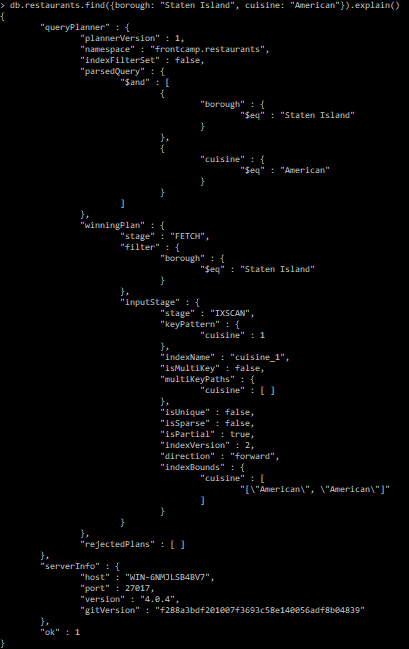 > db.restaurants.find({borough: "Staten Island", cuisine: "American"}).explain()
{
"queryPlanner" : {
"plannerVersion" : 1,
"namespace" : "frontcamp.restaurants",
"indexFilterSet" : false,
"parsedQuery" : {
"$and" : [
{
"borough" : {
"$eq" : "Staten Island"
}
},
{
"cuisine" : {
"$eq" : "American"
}
}
]
},
"winningPlan" : {
"stage" : "FETCH",
"filter" : {
"borough" : {
"$eq" : "Staten Island"
}
},
"inputStage" : {
"stage" : "IXSCAN",
"keyPattern" : {
"cuisine" : 1
},
"indexName" : "cuisine_1",
"isMultiKey" : false,
"multiKeyPaths" : {
"cuisine" : [ ]
},
"isUnique" : false,
"isSparse" : false,
"isPartial" : true,
"indexVersion" : 2,
"direction" : "forward",
"indexBounds" : {
"cuisine" : [
"[\"American\", \"American\"]"
]
}
}
},
"rejectedPlans" : [ ]
},
"serverInfo" : {
"host" : "WIN-6NMJLSB4BV7",
"port" : 27017,
"version" : "4.0.4",
"gitVersion" : "f288a3bdf201007f3693c58e140056adf8b04839"
},
"ok" : 1
}